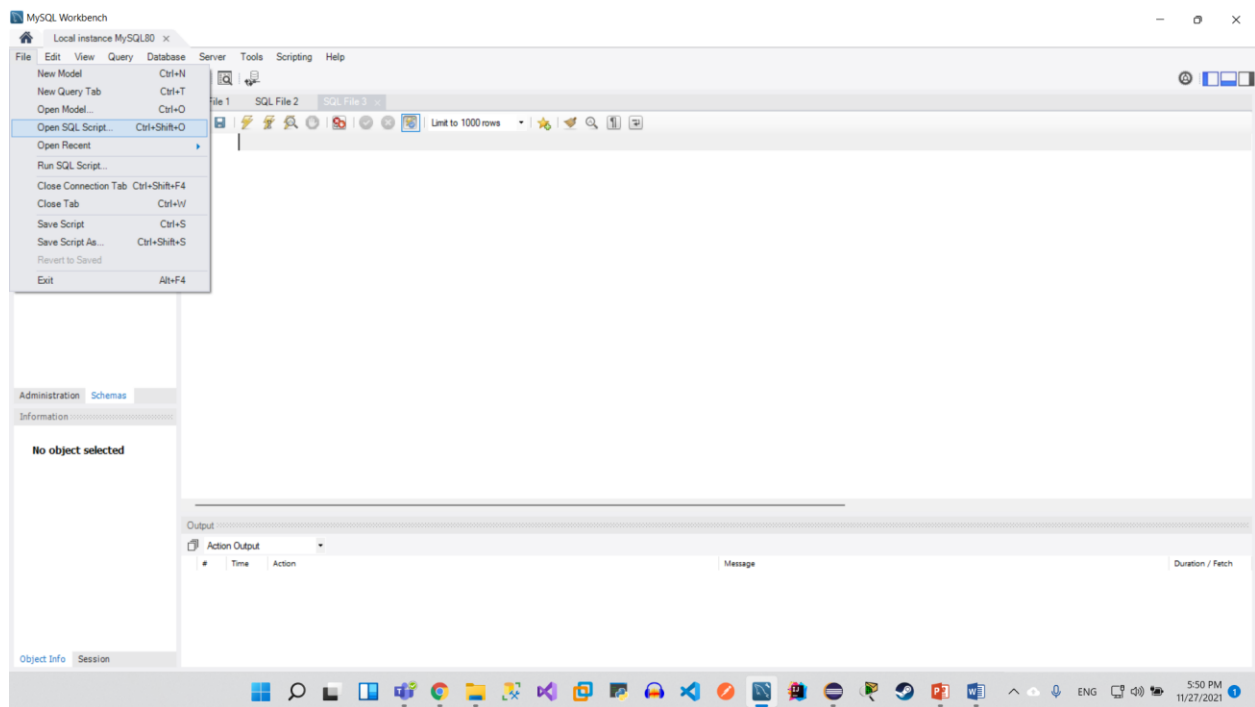 MySQL Workbench
Local instance MySQL80 ×
File Edit View Query Database Server Tools Scripting Help
New Model Ctrl+N
New Query Tab Ctrl+T
Open Model... Ctrl+O
Open SQL Script... Ctrl+Shift+O
Open Recent
Run SQL Script...
Close Connection Tab Ctrl+Shift+F4
Close Tab Ctrl+W
Save Script Ctrl+S
Save Script As... Ctrl+Shift+S
Revert to Saved
Exit Alt+F4
File 1 SQL File 2 SQL File 3 ×
Limit to 1000 rows
Administration Schemas
Information
No object selected
Output
Action Output
# Time Action Message Duration / Fetch
Object Info Session
ENG
5:50 PM
11/27/2021
1